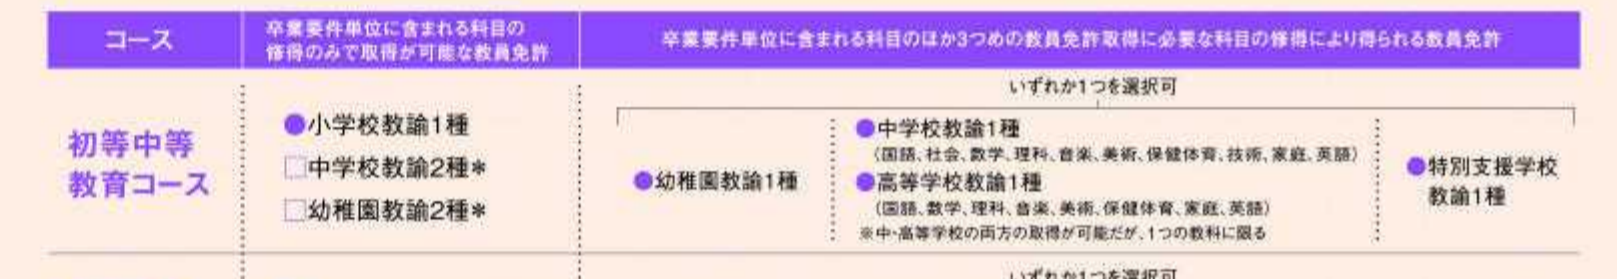 コース
卒業要件単位に含まれる科目の
修得のみで取得が可能な教員免許
卒業要件単位に含まれる科目のほか3つめの教員免許取得に必要な科目の修得により得られる教員免許
いずれか1つを選択可
初等中等
教育コース
●小学校教諭1種
□中学校教諭2種*
□幼稚園教諭2種*
●幼稚園教諭1種
●中学校教諭1種
(国語、社会、数学、理科、音楽、美術、保健体育、技術、家庭、英語)
●高等学校教諭1種
(国語、数学、理科、音楽、美術、保健体育、家庭、英語)
※中・高等学校の両方の取得が可能だが、1つの教科に限る
●特別支援学校
教諭1種
いずれか1つを選択可